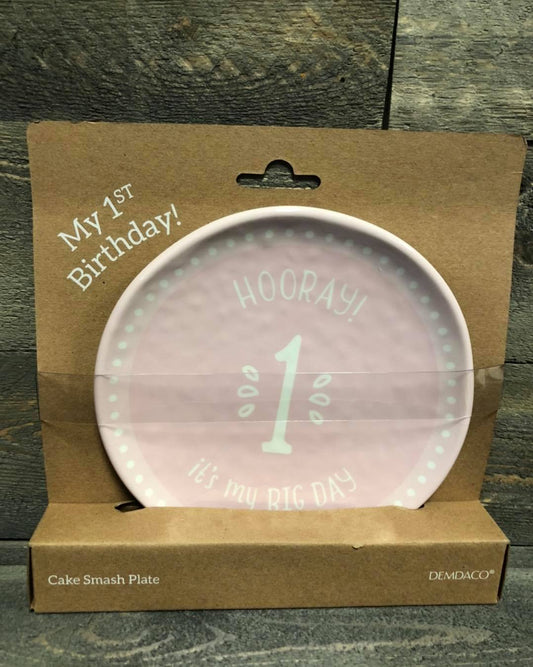 My 1ST
Birthday!
HOORAY!
1
it's my BIG DAY
Cake Smash Plate
DEMDACO®